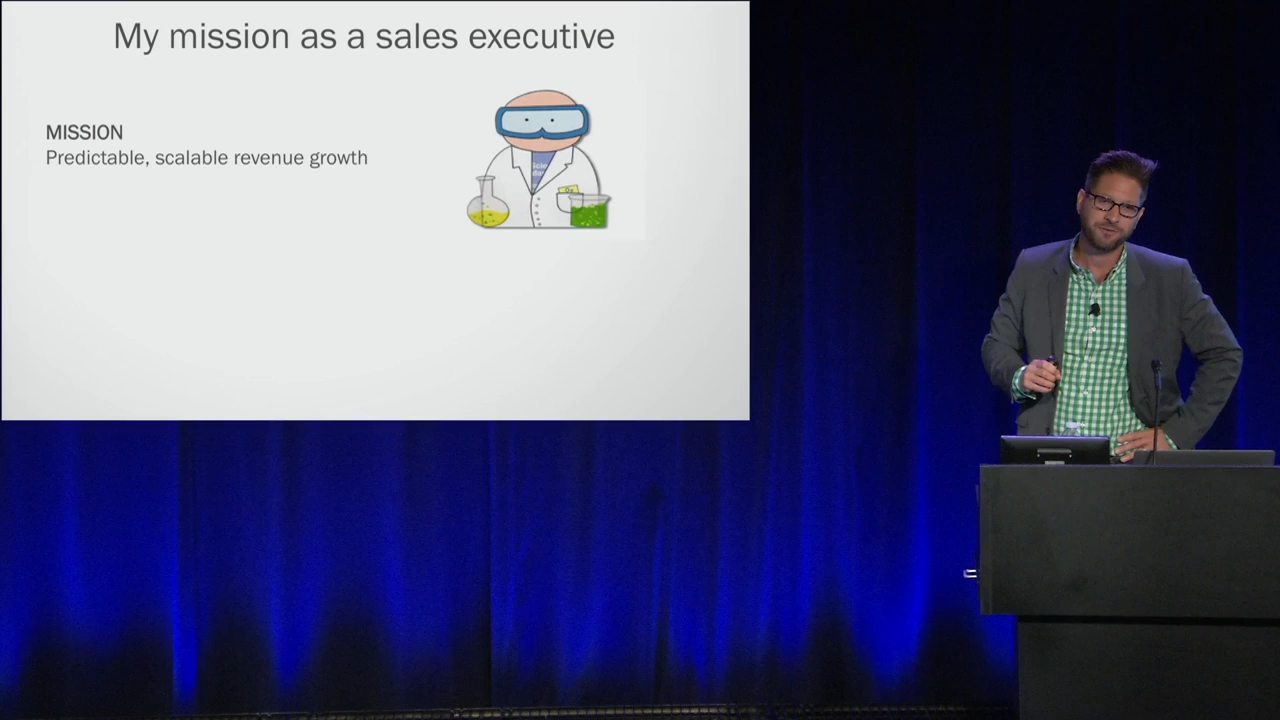 My mission as a sales executive
MISSION
Predictable, scalable revenue growth